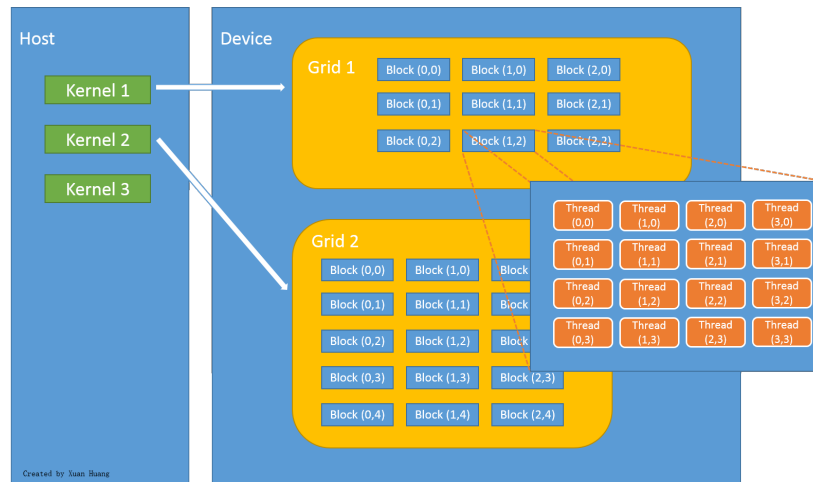 Host
Kernel 1
Kernel 2
Kernel 3
Created by Xuan Huang
Device
Grid 1
Block (0,0) Block (1,0) Block (2,0)
Block (0,1) Block (1,1) Block (2,1)
Block (0,2) Block (1,2) Block (2,2)
Grid 2
Block (0,0) Block (1,0) Block
Block (0,1) Block (1,1) Block
Block (0,2) Block (1,2) Block
Block (0,3) Block (1,3) Block (2,3)
Block (0,4) Block (1,4) Block (2,4)
Thread Thread Thread Thread
(0,0) (1,0) (2,0) (3,0)
Thread Thread Thread Thread
(0,1) (1,1) (2,1) (3,1)
Thread Thread Thread Thread
(0,2) (1,2) (2,2) (3,2)
Thread Thread Thread Thread
(0,3) (1,3) (2,3) (3,3)